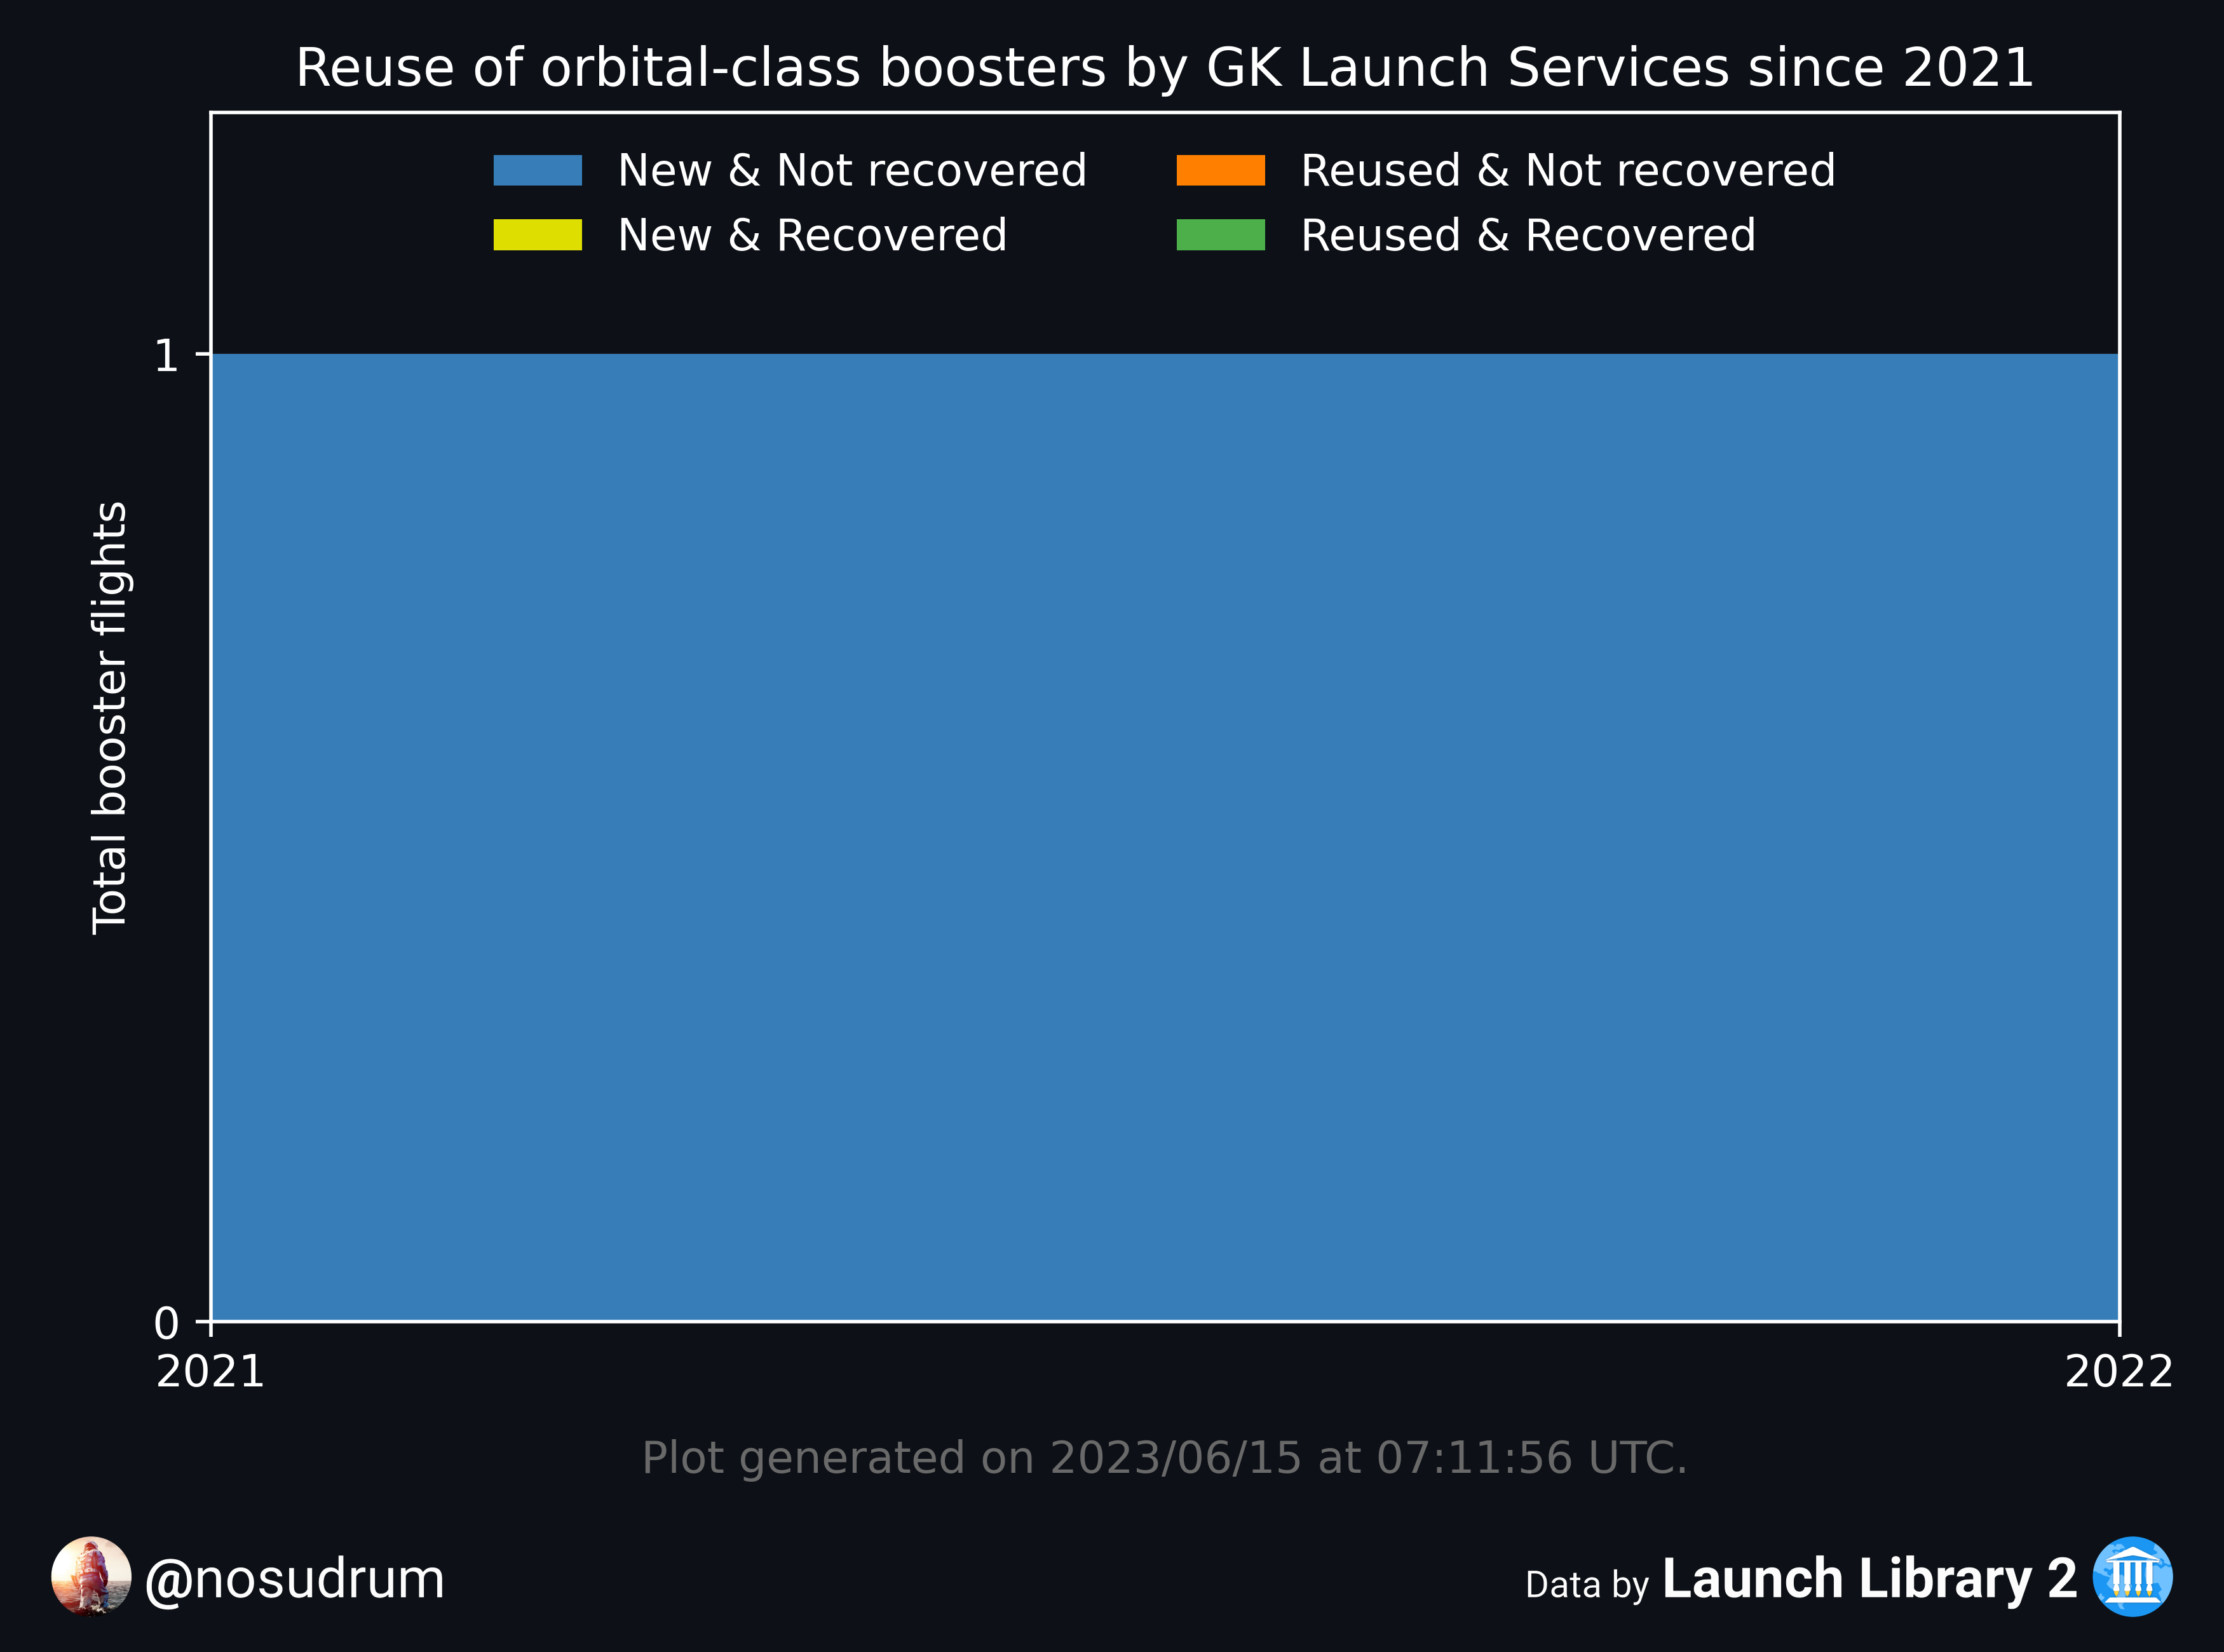 Reuse of orbital-class boosters by GK Launch Services since 2021
New & Not recovered
New & Recovered
Reused & Not recovered
Reused & Recovered
Total booster flights
1
0
2021
2022
Plot generated on 2023/06/15 at 07:11:56 UTC.
@nosudrum
Data by Launch Library 2